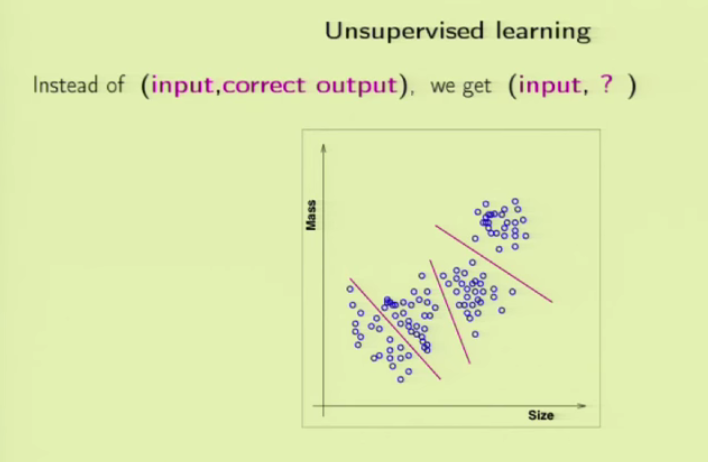 Unsupervised learning
Instead of (input,correct output), we get (input, ? )
Mass
Size